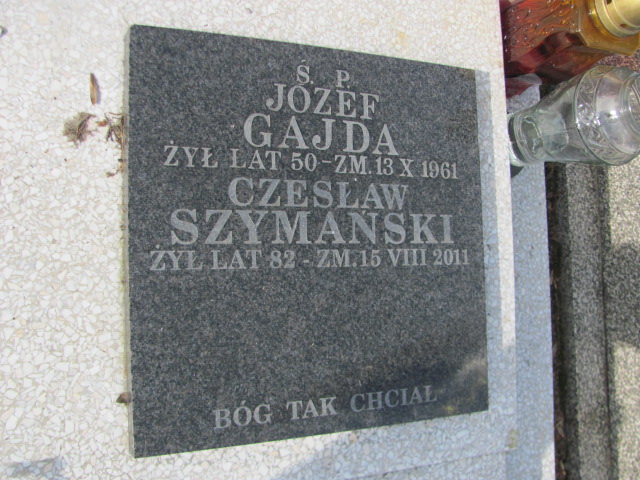 Ś. P.
JÓZEF
GAJDA
ŻYŁ LAT 50 - ZM. 13 X 1961
CZESŁAW
SZYMAŃSKI
ŻYŁ LAT 82 - ZM. 15 VIII 2011
BÓG TAK CHCIAŁ